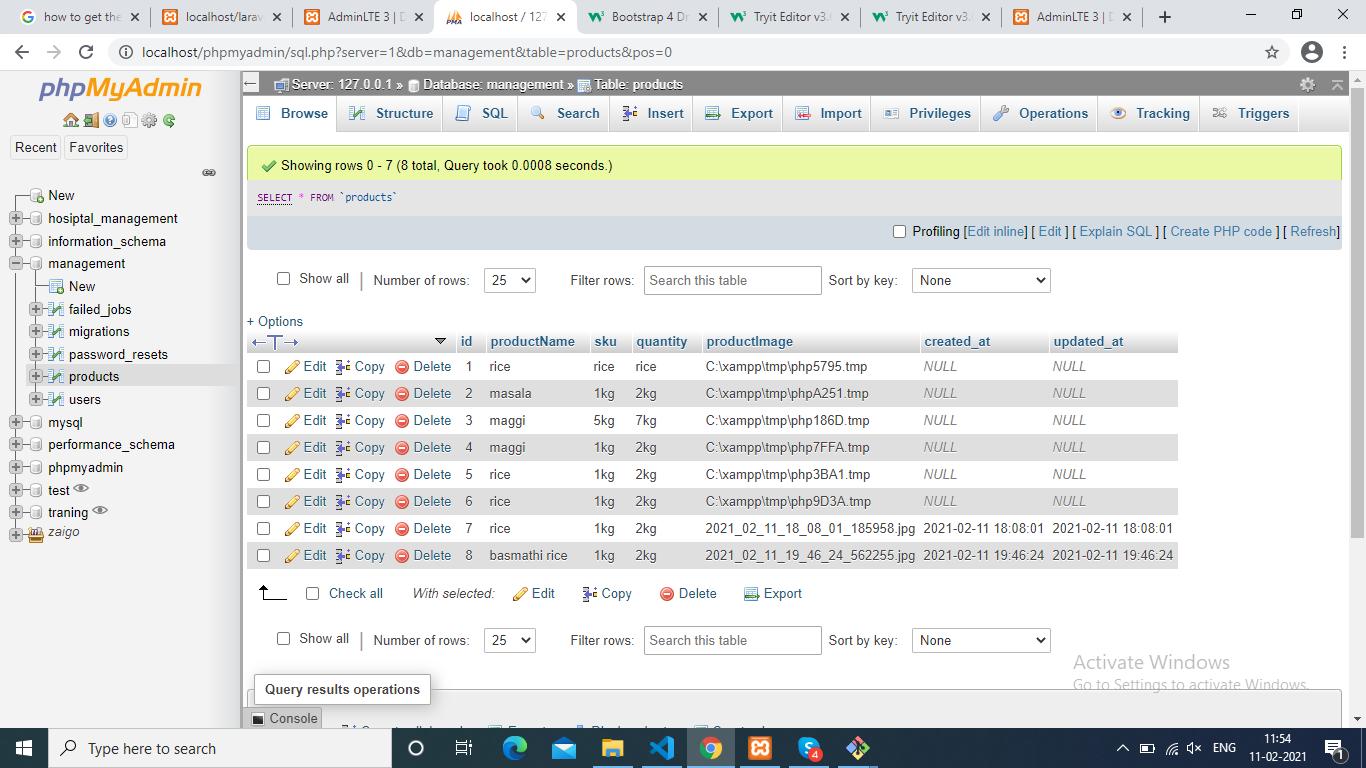 how to get the
localhost/larav
AdminLTE 3 | D
localhost / 127
Bootstrap 4 Dr
Tryit Editor v3.
Tryit Editor v3.
AdminLTE 3 | D
localhost/phpmyadmin/sql.php?server=1&db=management&table=products&pos=0
phpMyAdmin
Recent Favorites
New
hosiptal_management
information_schema
management
New
failed_jobs
migrations
password_resets
products
users
mysql
performance_schema
phpmyadmin
test
traning
zaigo
Server: 127.0.0.1 » Database: management » Table: products
Browse Structure SQL Search Insert Export Import Privileges Operations Tracking Triggers
Showing rows 0 - 7 (8 total, Query took 0.0008 seconds.)
SELECT * FROM `products`
Profiling [Edit inline] [ Edit ] [ Explain SQL ] [ Create PHP code ] [ Refresh]
Show all | Number of rows: 25 Filter rows: Search this table Sort by key: None
+ Options
←T→ id productName sku quantity productImage created_at updated_at
Edit Copy Delete 1 rice rice rice C:\xampp\tmp\php5795.tmp NULL NULL
Edit Copy Delete 2 masala 1kg 2kg C:\xampp\tmp\phpA251.tmp NULL NULL
Edit Copy Delete 3 maggi 5kg 7kg C:\xampp\tmp\php186D.tmp NULL NULL
Edit Copy Delete 4 maggi 1kg 2kg C:\xampp\tmp\php7FFA.tmp NULL NULL
Edit Copy Delete 5 rice 1kg 2kg C:\xampp\tmp\php3BA1.tmp NULL NULL
Edit Copy Delete 6 rice 1kg 2kg C:\xampp\tmp\php9D3A.tmp NULL NULL
Edit Copy Delete 7 rice 1kg 2kg 2021_02_11_18_08_01_185958.jpg 2021-02-11 18:08:01 2021-02-11 18:08:01
Edit Copy Delete 8 basmathi rice 1kg 2kg 2021_02_11_19_46_24_562255.jpg 2021-02-11 19:46:24 2021-02-11 19:46:24
Check all With selected: Edit Copy Delete Export
Show all | Number of rows: 25 Filter rows: Search this table Sort by key: None
Activate Windows
Go to Settings to activate Windows.
Query results operations
Console
Type here to search
ENG
11:54
11-02-2021
4
1